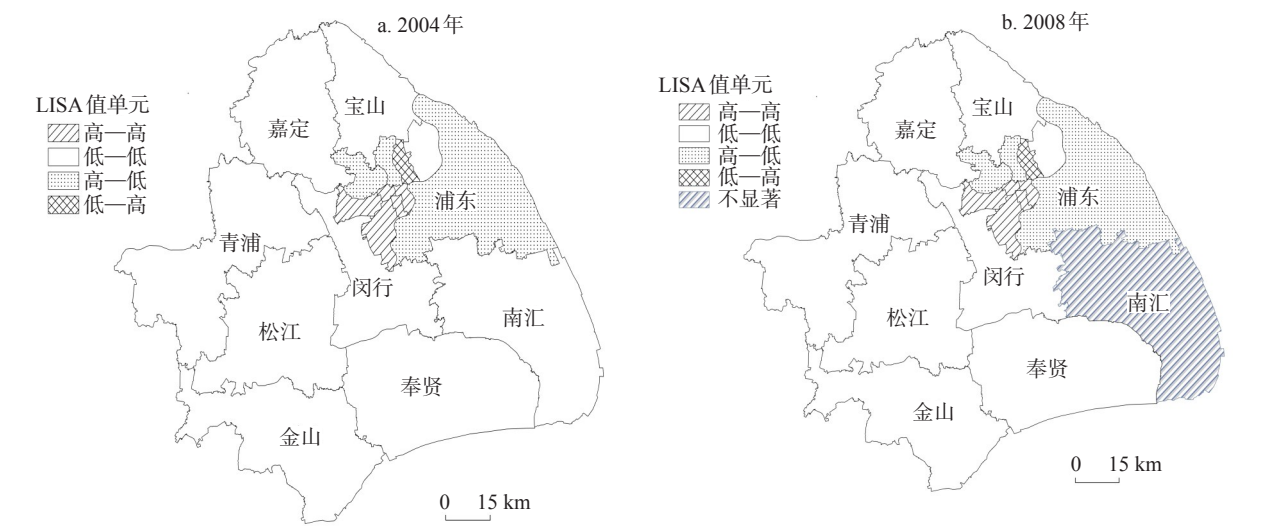 a. 2004年
LISA值单元
高—高
低—低
高—低
低—高
嘉定
宝山
浦东
青浦
闵行
松江
南汇
奉贤
金山
0 15 km
b. 2008年
LISA值单元
高—高
低—低
高—低
低—高
不显著
嘉定
宝山
浦东
青浦
闵行
南汇
松江
奉贤
金山
0 15 km